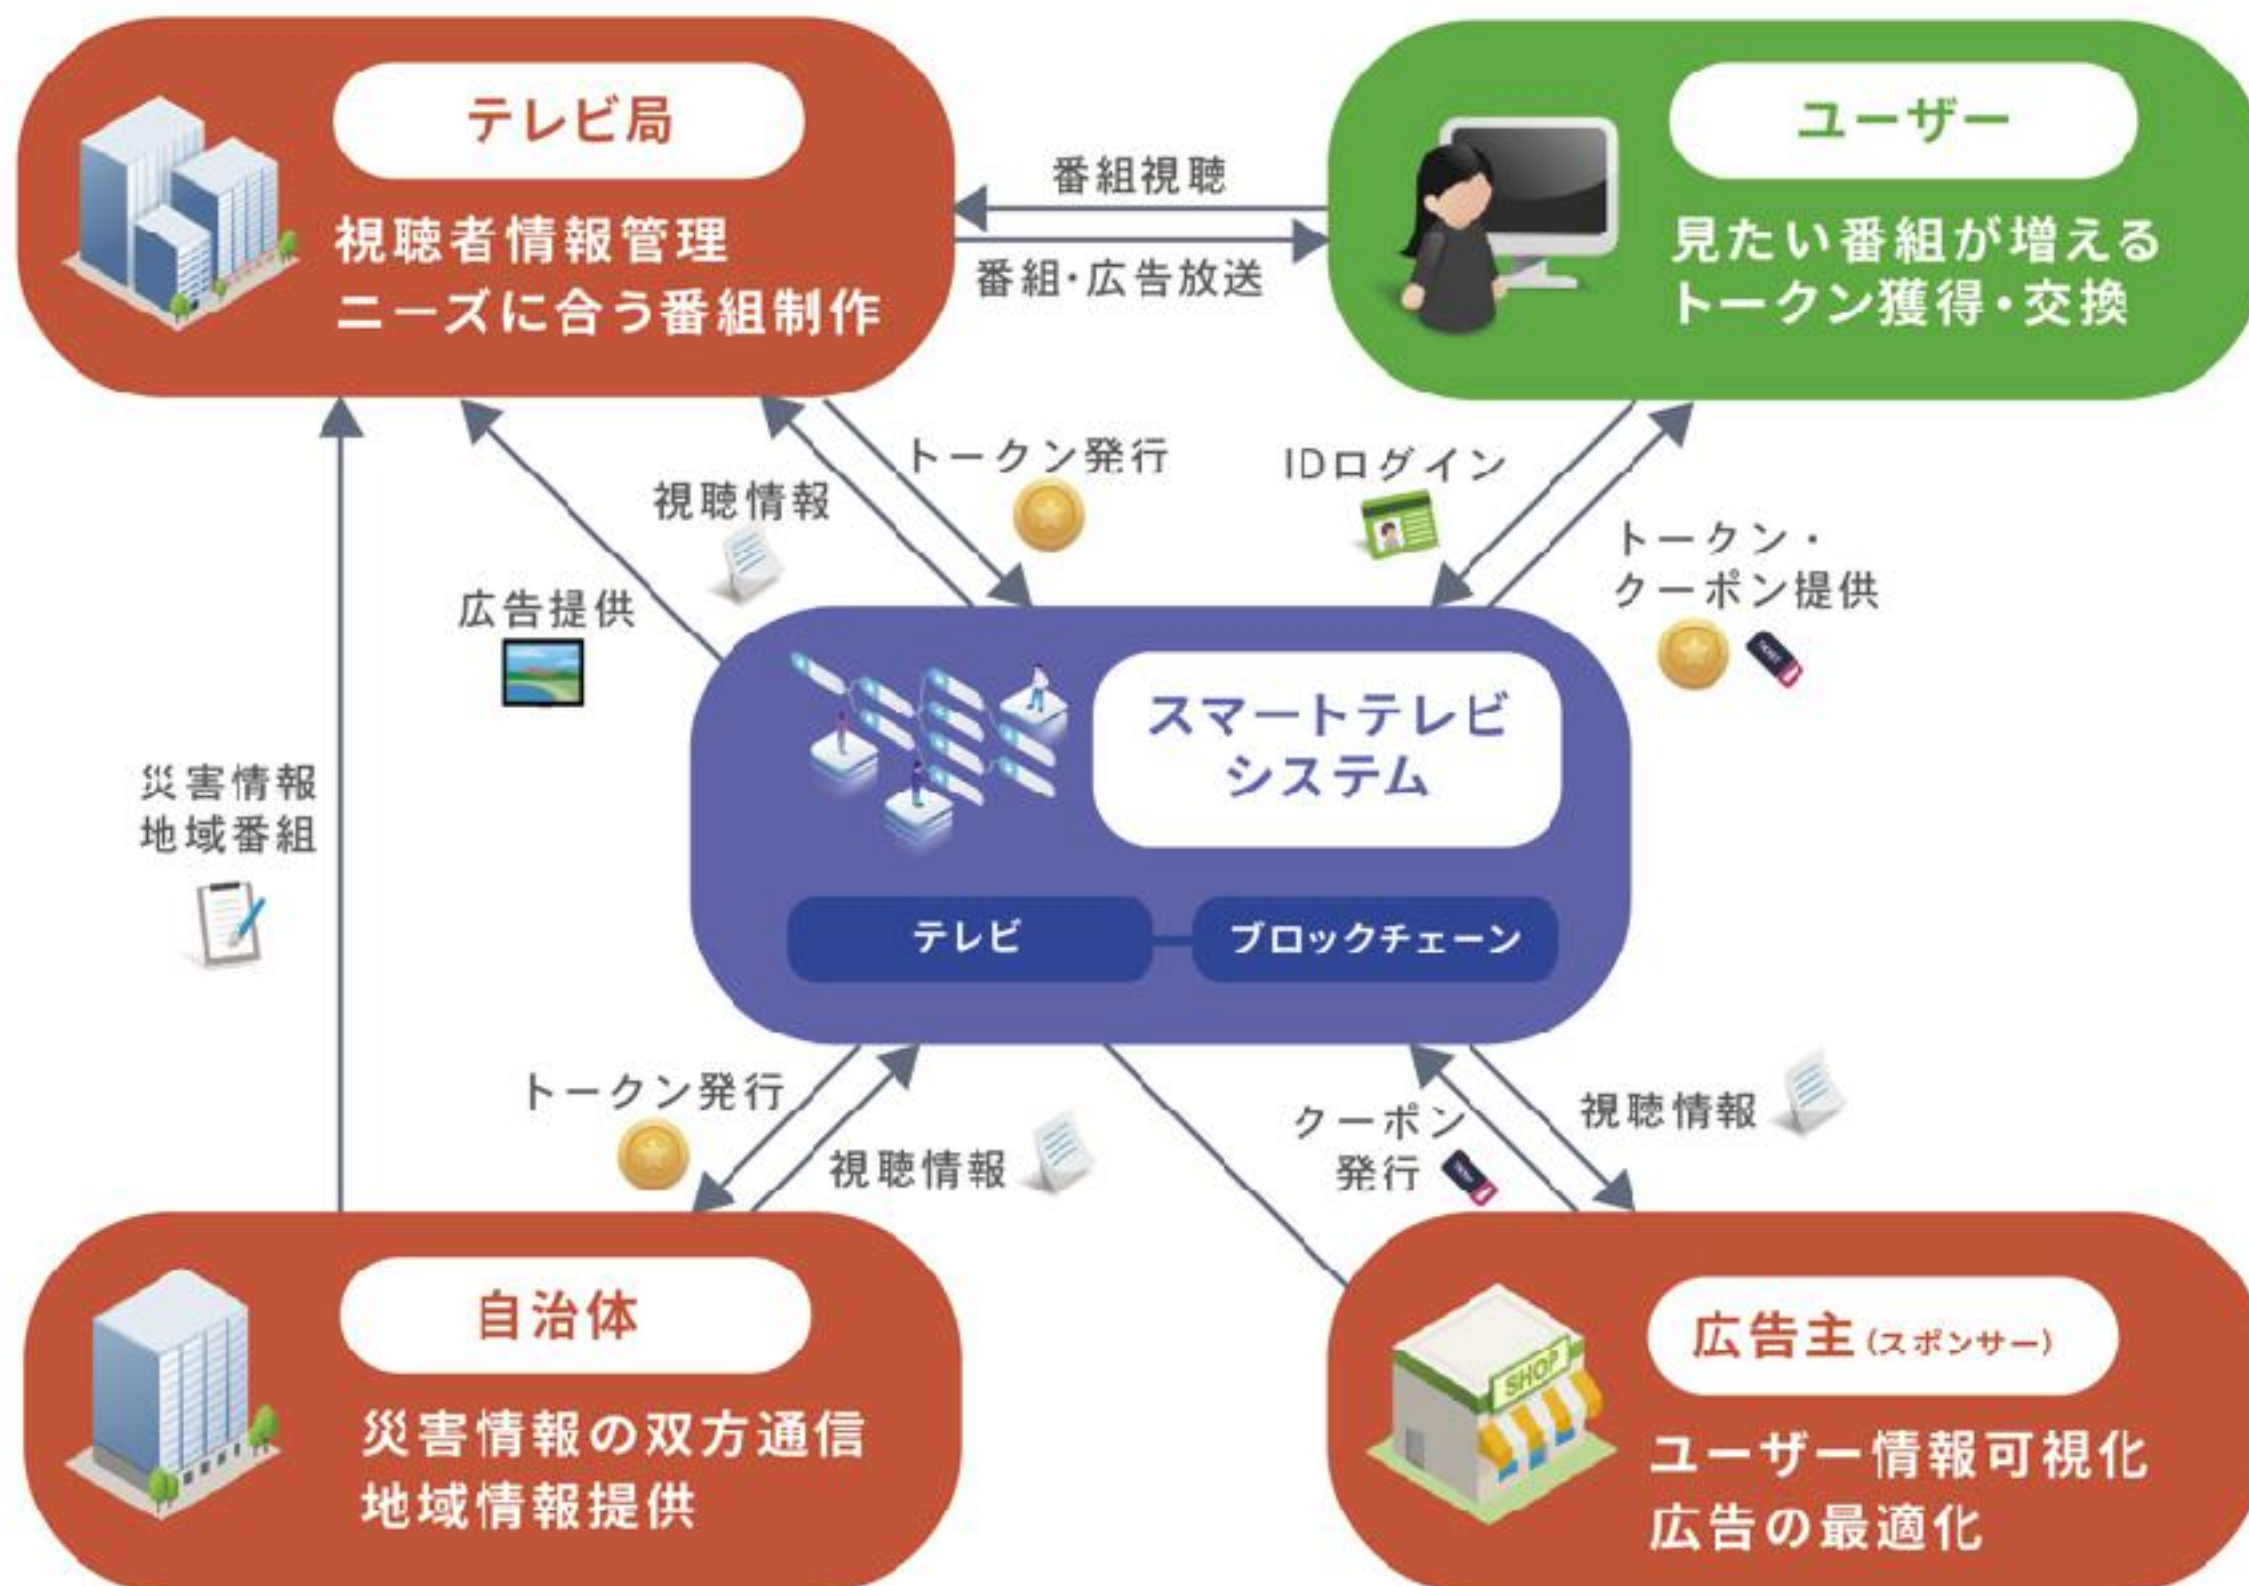 テレビ局
視聴者情報管理
ニーズに合う番組制作
番組視聴
番組・広告放送
ユーザー
見たい番組が増える
トークン獲得・交換
トークン発行
視聴情報
広告提供
IDログイン
トークン・
クーポン提供
TICKET
災害情報
地域番組
スマートテレビ
システム
テレビ
ブロックチェーン
トークン発行
視聴情報
クーポン
発行
視聴情報
自治体
災害情報の双方通信
地域情報提供
SHOP
広告主(スポンサー)
ユーザー情報可視化
広告の最適化